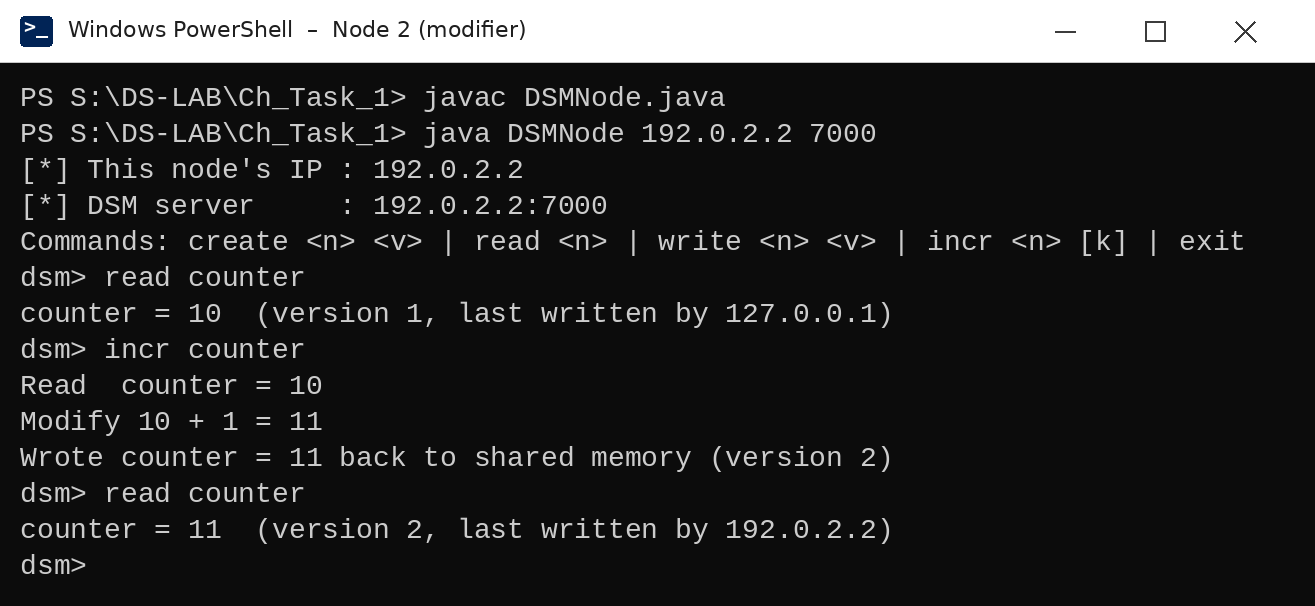 Windows PowerShell – Node 2 (modifier)
PS S:\DS-LAB\Ch_Task_1> javac DSMNode.java
PS S:\DS-LAB\Ch_Task_1> java DSMNode 192.0.2.2 7000
[*] This node's IP : 192.0.2.2
[*] DSM server     : 192.0.2.2:7000
Commands: create <n> <v> | read <n> | write <n> <v> | incr <n> [k] | exit
dsm> read counter
counter = 10  (version 1, last written by 127.0.0.1)
dsm> incr counter
Read  counter = 10
Modify 10 + 1 = 11
Wrote counter = 11 back to shared memory (version 2)
dsm> read counter
counter = 11  (version 2, last written by 192.0.2.2)
dsm>